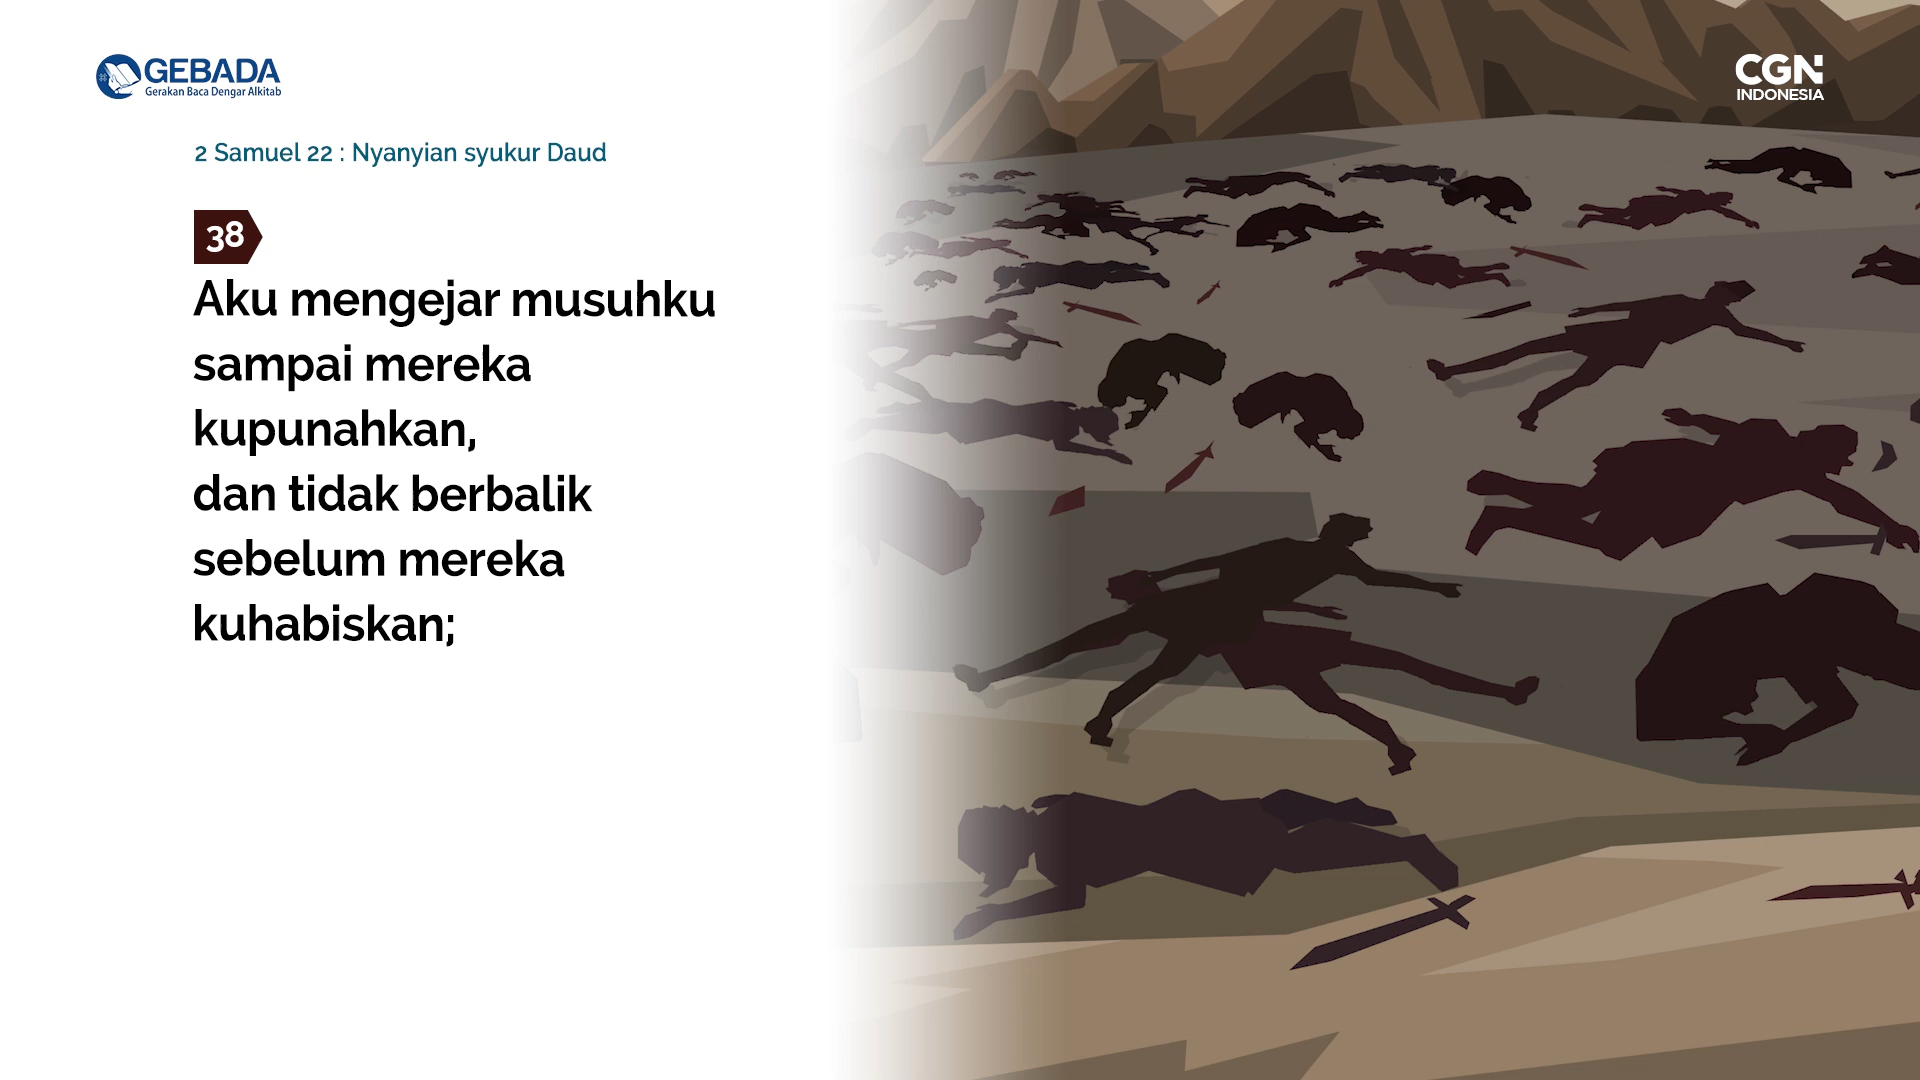 GEBADA
Gerakan Baca Dengar Alkitab
CGN
INDONESIA
2 Samuel 22 : Nyanyian syukur Daud
38
Aku mengejar musuhku
sampai mereka
kupunahkan,
dan tidak berbalik
sebelum mereka
kuhabiskan;